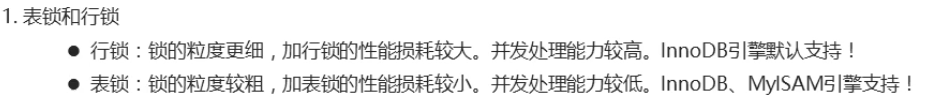 1. 表锁和行锁
● 行锁：锁的粒度更细，加行锁的性能损耗较大。并发处理能力较高。InnoDB引擎默认支持！
● 表锁：锁的粒度较粗，加表锁的性能损耗较小。并发处理能力较低。InnoDB、MyISAM引擎支持！